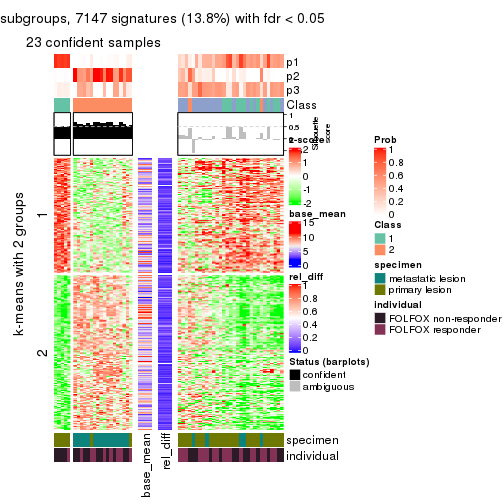 subgroups, 7147 signatures (13.8%) with fdr < 0.05
23 confident samples
p1
p2
p3
Class
1
0.5
0
Silhouette
score
z-score
2
1
0
-1
-2
base_mean
15
10
5
0
rel_diff
1
0.8
0.6
0.4
0.2
0
Status (barplots)
confident
ambiguous
Prob
1
0.8
0.6
0.4
0.2
0
Class
1
2
specimen
metastatic lesion
primary lesion
individual
FOLFOX non-responder
FOLFOX responder
k-means with 2 groups
1
2
base_mean
rel_diff
specimen
individual